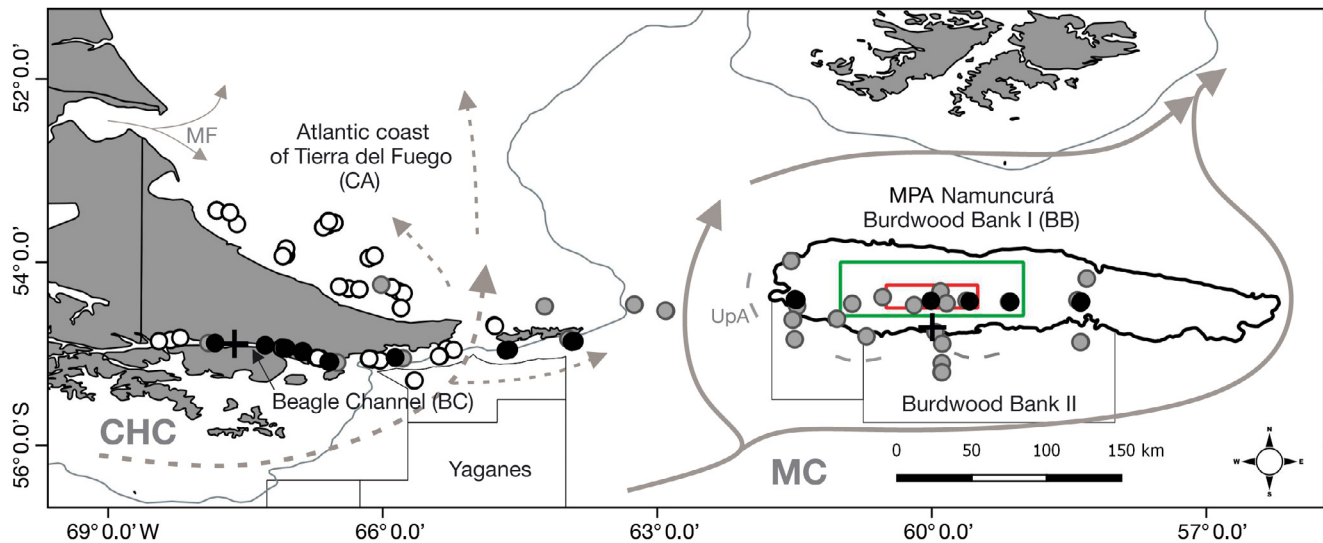 52° 0.0'
54° 0.0'
56° 0.0' S
MF
Atlantic coast
of Tierra del Fuego
(CA)
MPA Namuncurá
Burdwood Bank I (BB)
UpA
Beagle Channel (BC)
Burdwood Bank II
CHC
Yaganes
MC
0 50 100 150 km
N
W E
S
69° 0.0' W 66° 0.0' 63° 0.0' 60° 0.0' 57° 0.0'